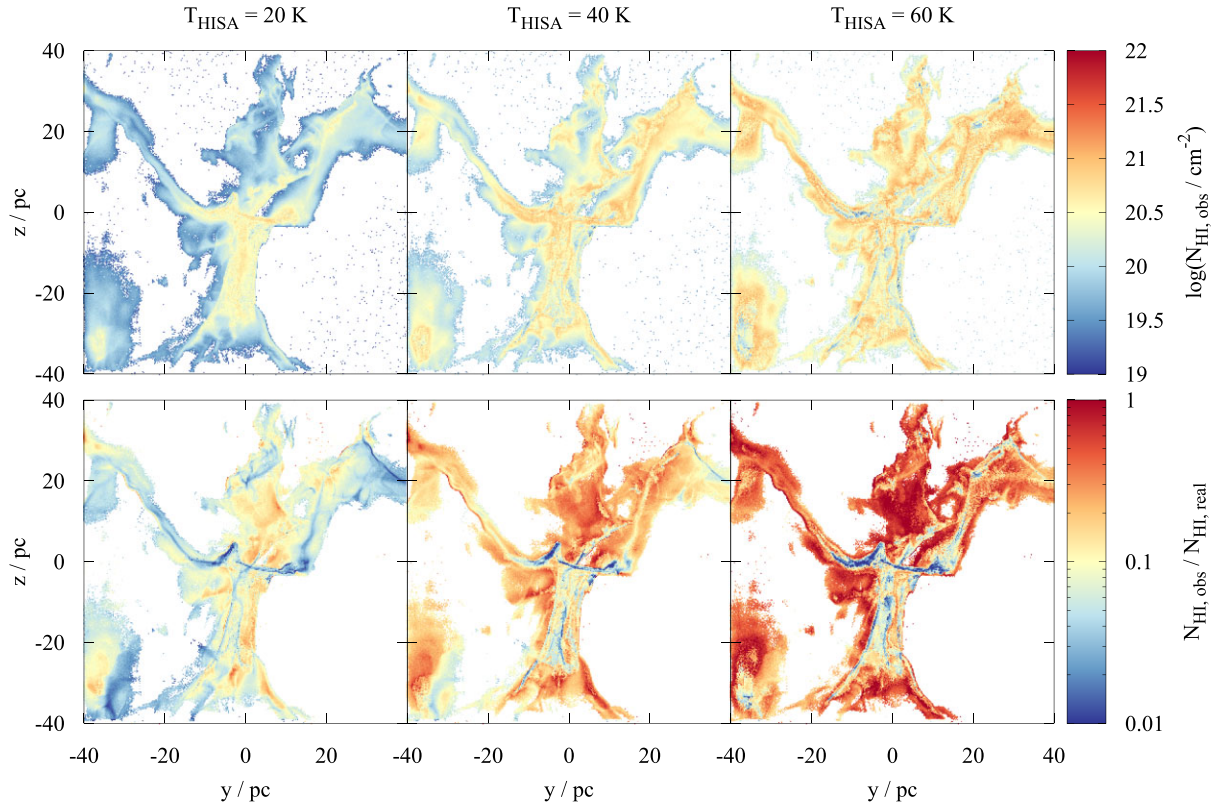 T_HISA = 20 K T_HISA = 40 K T_HISA = 60 K
40
20
0
-20
-40
z / pc
22
21.5
21
20.5
20
19.5
19
log(N_HI, obs / cm^-2)
40
20
0
-20
-40
z / pc
1
0.1
0.01
N_HI, obs / N_HI, real
-40 -20 0 20 -40 -20 0 20 -40 -20 0 20 40
y / pc y / pc y / pc